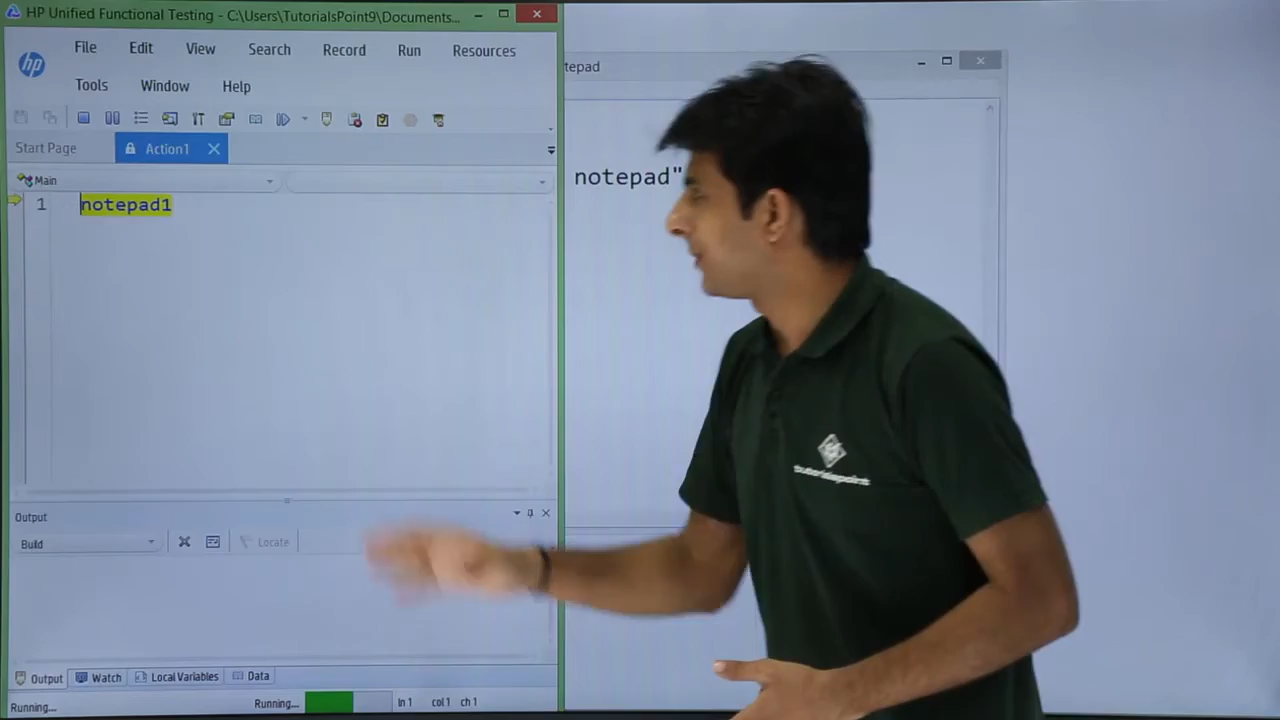 HP Unified Functional Testing - C:\Users\TutorialsPoint9\Documents...
File Edit View Search Record Run Resources
Tools Window Help
hp
Start Page Action1
Main
1 notepad1
Output
Build
Locate
Output Watch Local Variables Data
Running... Running... ln 1 col 1 ch 1
tepad
notepad"
tutorialspoint